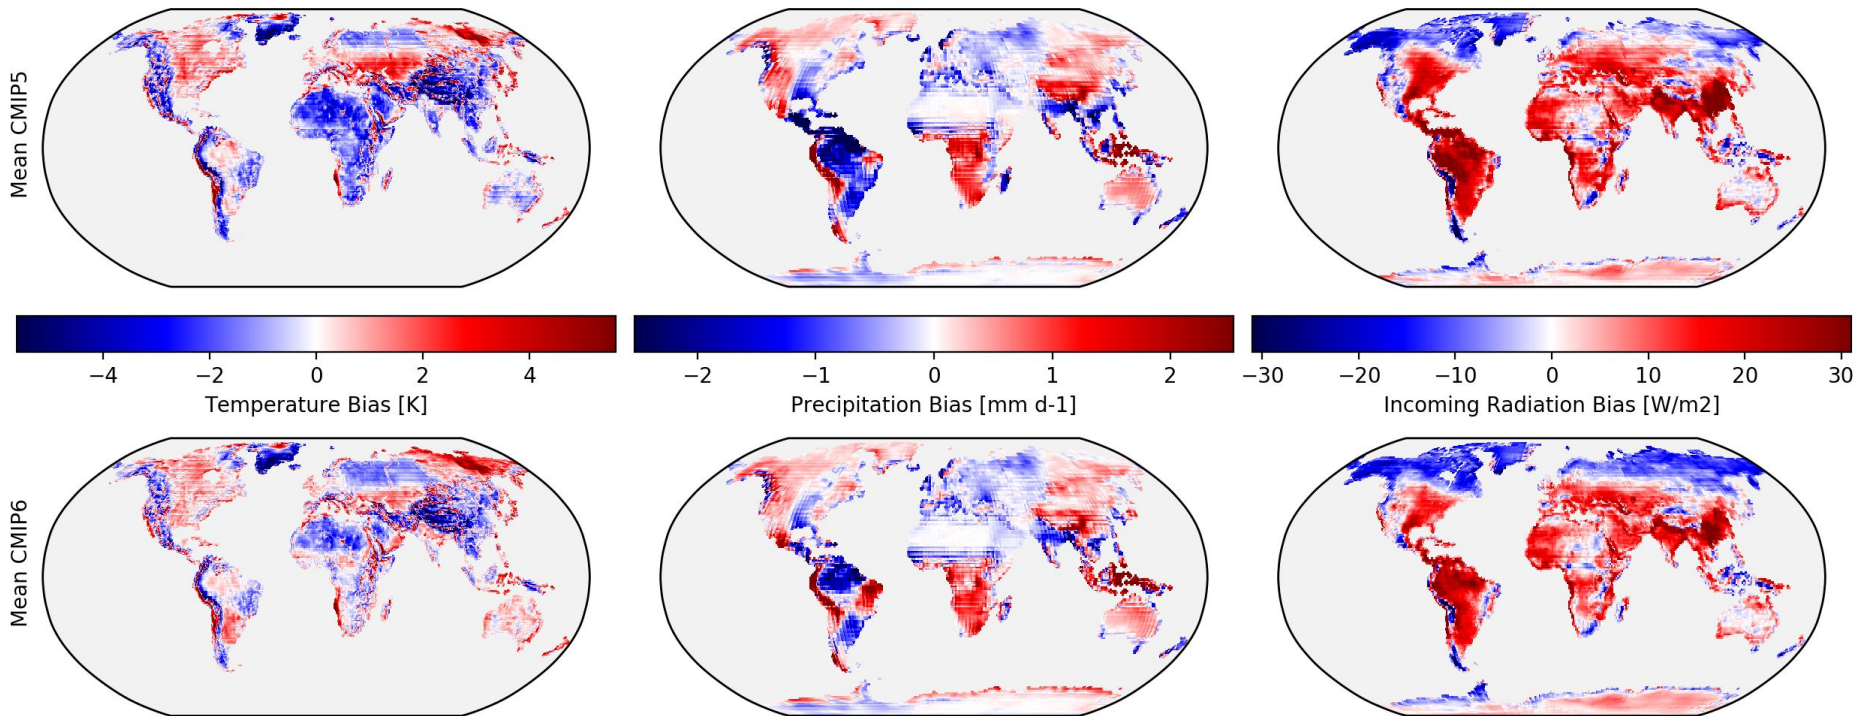 Mean CMIP5
−4 −2 0 2 4
Temperature Bias [K]
−2 −1 0 1 2
Precipitation Bias [mm d-1]
−30 −20 −10 0 10 20 30
Incoming Radiation Bias [W/m2]
Mean CMIP6